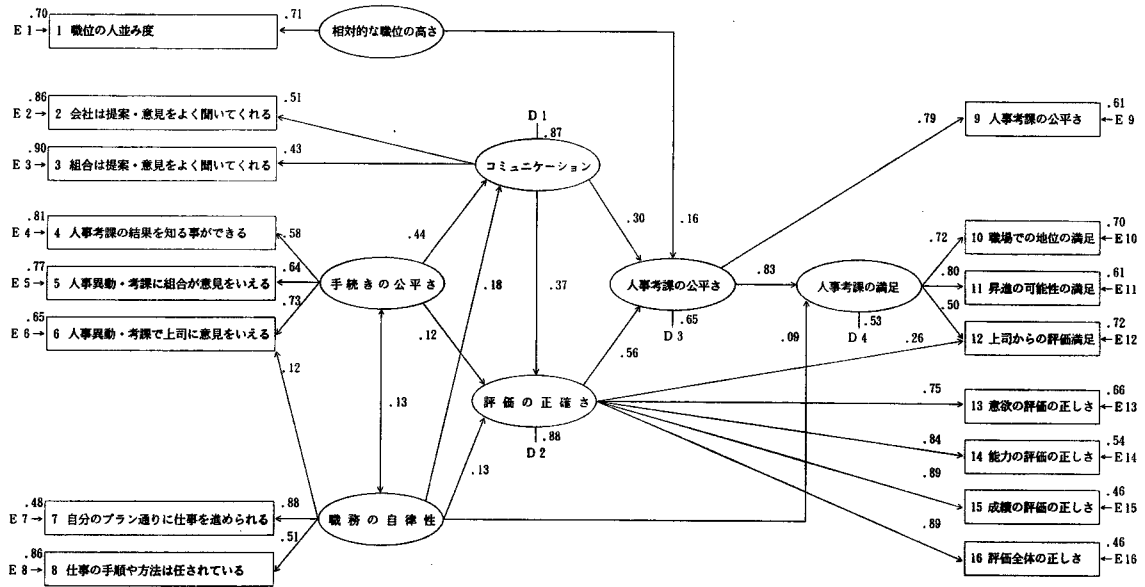 .70
E 1→ 1 職位の人並み度
.71
相対的な職位の高さ
.86
E 2→ 2 会社は提案・意見をよく聞いてくれる
.51
.90
E 3→ 3 組合は提案・意見をよく聞いてくれる
.43
D 1
.87
コミュニケーション
.79
.61
9 人事考課の公平さ ←E 9
.81
E 4→ 4 人事考課の結果を知る事ができる
.58
.77
E 5→ 5 人事異動・考課に組合が意見をいえる
.64
.65
E 6→ 6 人事異動・考課で上司に意見をいえる
.73
手続きの公平さ
.44
.18
.37
.30
.16
人事考課の公平さ
.65
D 3
.83
人事考課の満足
.53
D 4
.72
.70
10 職場での地位の満足 ←E10
.80
.61
11 昇進の可能性の満足 ←E11
.50
.72
12 上司からの評価満足 ←E12
.26
.12
.12
.13
.56
.09
評価の正確さ
.88
D 2
.13
.75
.66
13 意欲の評価の正しさ ←E13
.84
.54
14 能力の評価の正しさ ←E14
.89
.46
15 成績の評価の正しさ ←E15
.89
.46
16 評価全体の正しさ ←E16
.48
E 7→ 7 自分のプラン通りに仕事を進められる
.88
職務の自律性
.86
E 8→ 8 仕事の手順や方法は任されている
.51